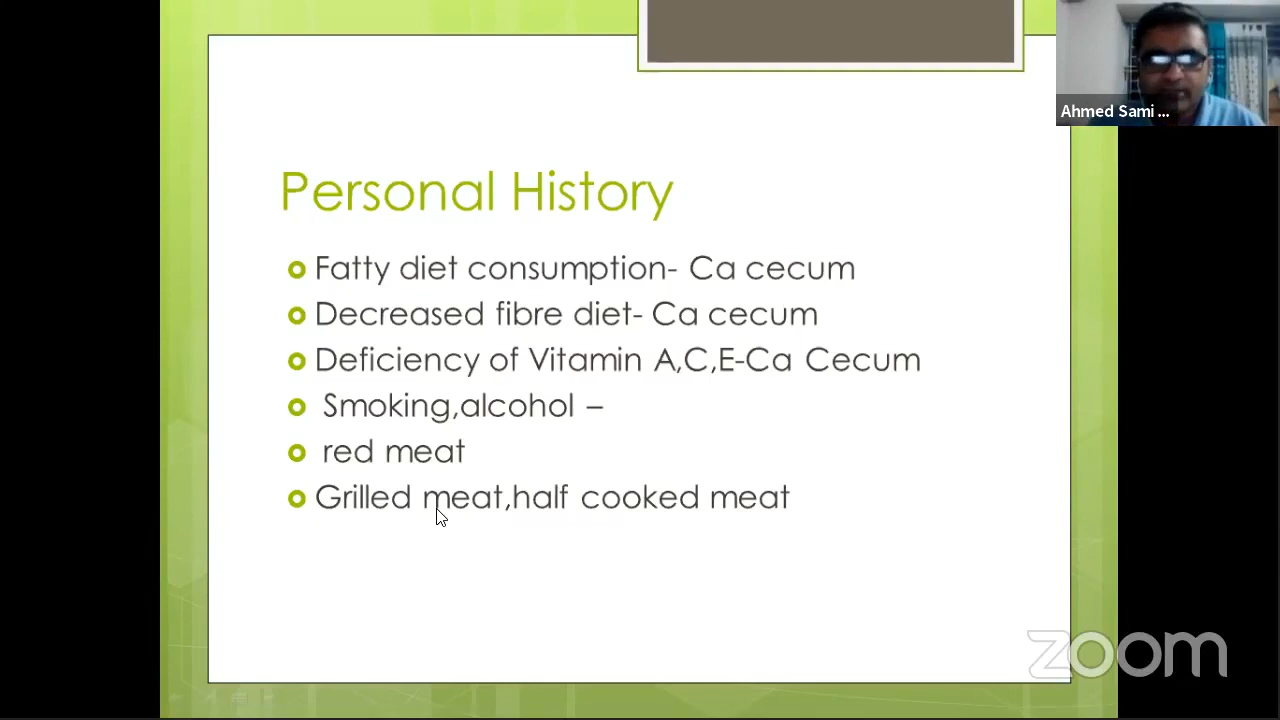 Ahmed Sami ...
Personal History
Fatty diet consumption- Ca cecum
Decreased fibre diet- Ca cecum
Deficiency of Vitamin A,C,E-Ca Cecum
Smoking,alcohol –
red meat
Grilled meat,half cooked meat
zoom